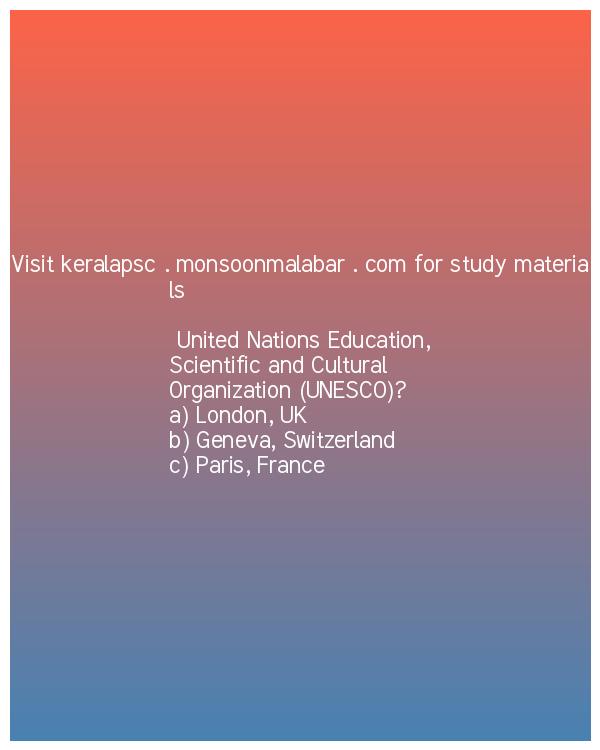 Visit keralapsc . monsoonmalabar . com for study materia
ls
United Nations Education,
Scientific and Cultural
Organization (UNESCO)?
a) London, UK
b) Geneva, Switzerland
c) Paris, France